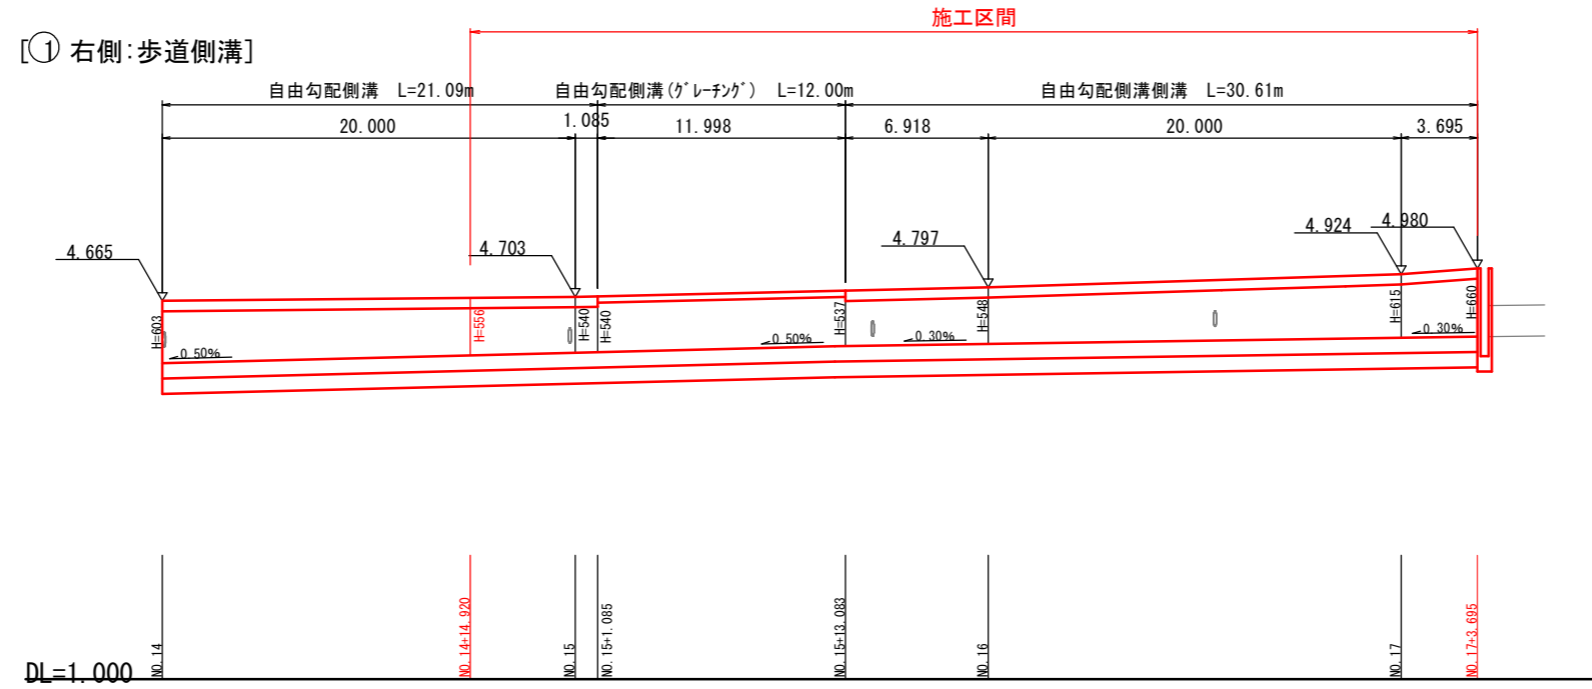 施工区間
[① 右側:歩道側溝]
自由勾配側溝 L=21.09m
自由勾配側溝(グレーチング) L=12.00m
自由勾配側溝側溝 L=30.61m
20.000
1.085
11.998
6.918
20.000
3.695
4.665
4.703
4.797
4.924
4.980
H=603
H=556
H=540
H=540
H=537
H=548
H=615
H=660
0.50%
0.50%
0.30%
0.30%
NO.14
NO.14+14.920
NO.15
NO.15+1.085
NO.15+13.083
NO.16
NO.17
NO.17+3.695
DL=1.000